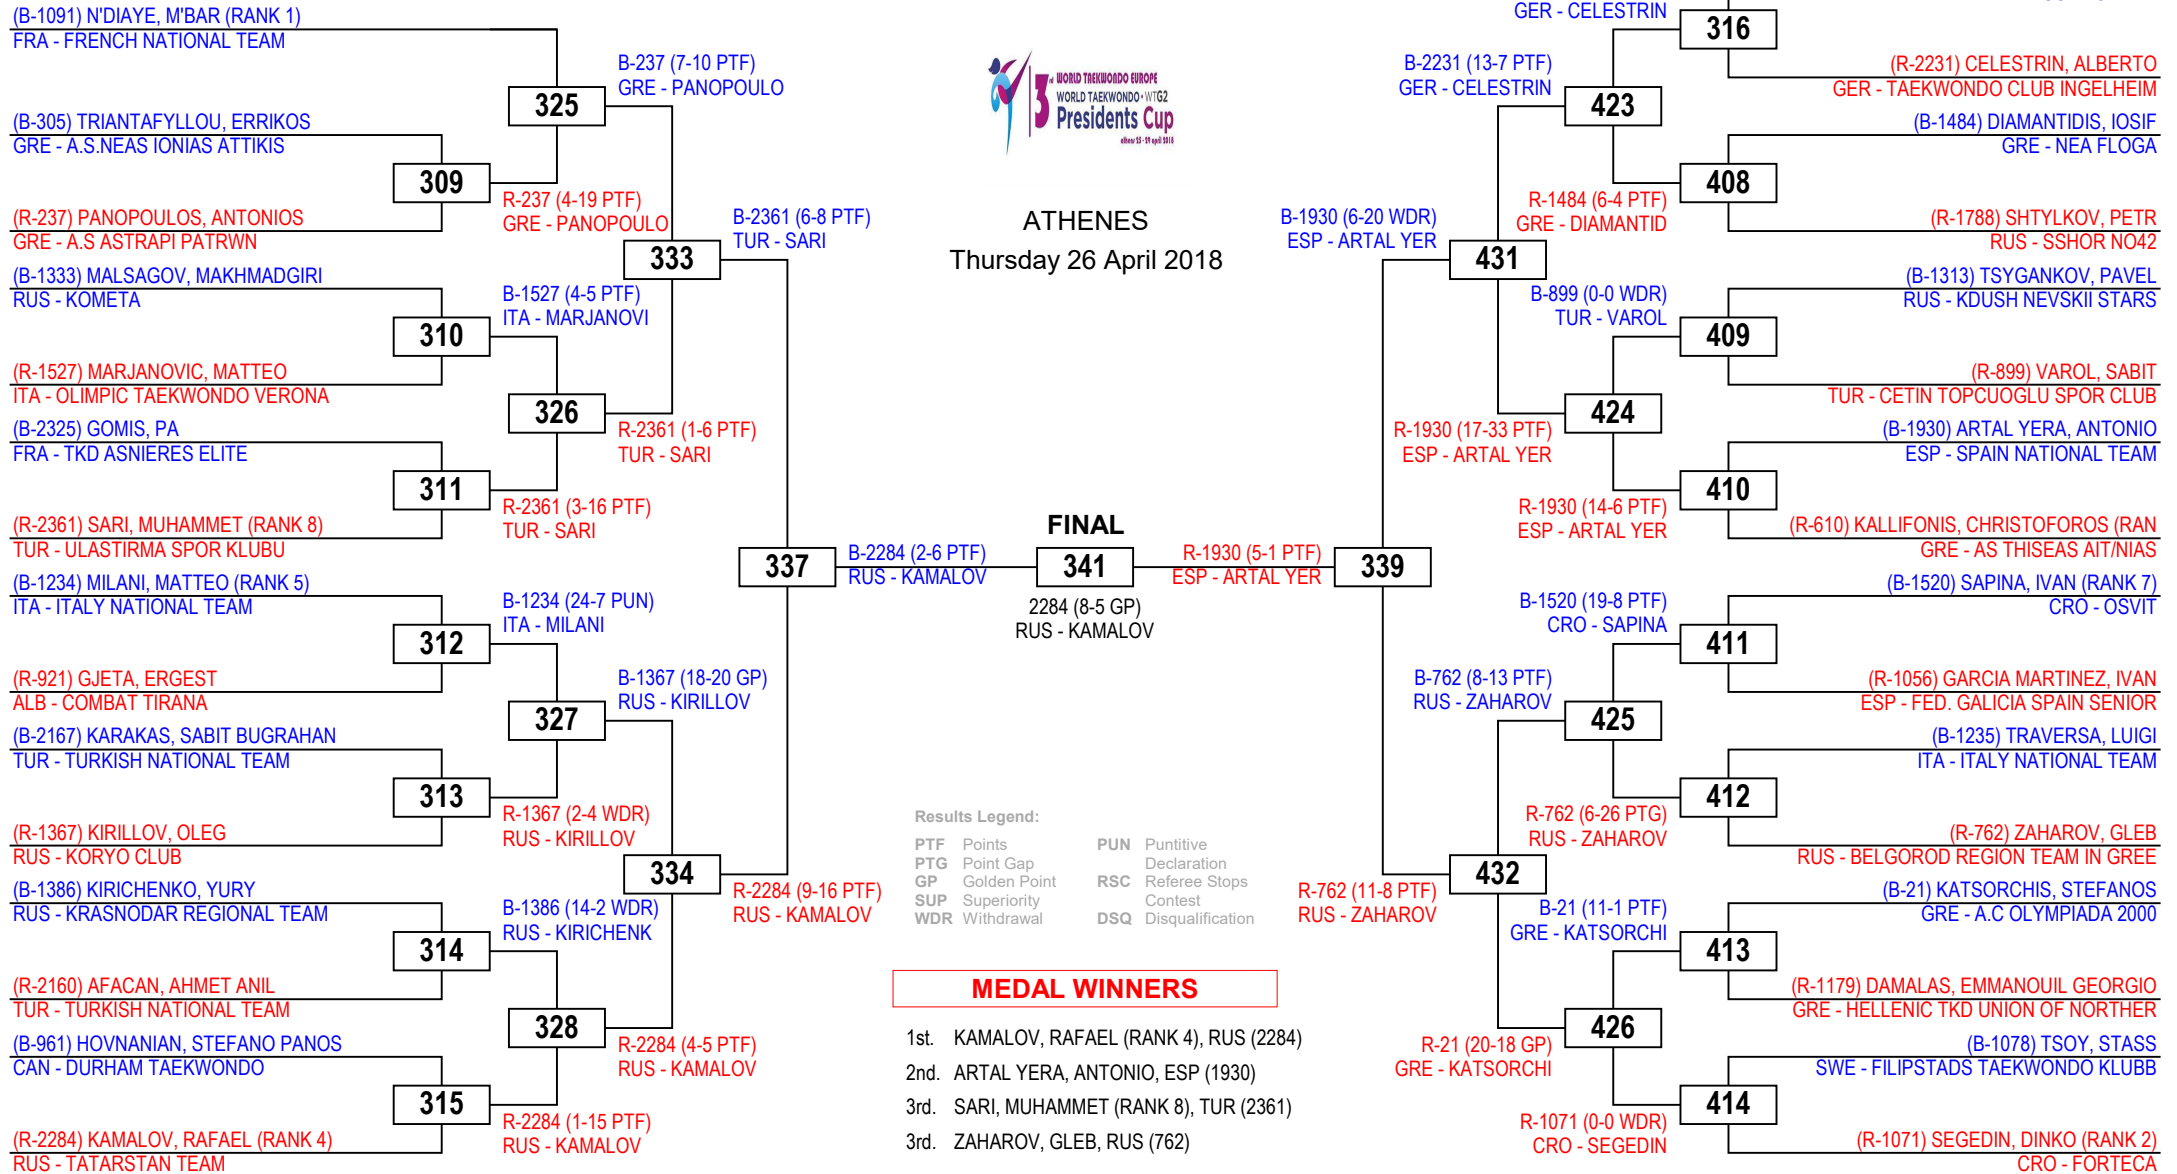 (B-1091) N'DIAYE, M'BAR (RANK 1)
FRA - FRENCH NATIONAL TEAM
(B-305) TRIANTAFYLLOU, ERRIKOS
GRE - A.S.NEAS IONIAS ATTIKIS
309
(R-237) PANOPOULOS, ANTONIOS
GRE - A.S ASTRAPI PATRWN
(B-1333) MALSAGOV, MAKHMADGIRI
RUS - KOMETA
310
(R-1527) MARJANOVIC, MATTEO
ITA - OLIMPIC TAEKWONDO VERONA
(B-2325) GOMIS, PA
FRA - TKD ASNIERES ELITE
311
(R-2361) SARI, MUHAMMET (RANK 8)
TUR - ULASTIRMA SPOR KLUBU
(B-1234) MILANI, MATTEO (RANK 5)
ITA - ITALY NATIONAL TEAM
312
(R-921) GJETA, ERGEST
ALB - COMBAT TIRANA
(B-2167) KARAKAS, SABIT BUGRAHAN
TUR - TURKISH NATIONAL TEAM
313
(R-1367) KIRILLOV, OLEG
RUS - KORYO CLUB
(B-1386) KIRICHENKO, YURY
RUS - KRASNODAR REGIONAL TEAM
314
(R-2160) AFACAN, AHMET ANIL
TUR - TURKISH NATIONAL TEAM
(B-961) HOVNANIAN, STEFANO PANOS
CAN - DURHAM TAEKWONDO
315
(R-2284) KAMALOV, RAFAEL (RANK 4)
RUS - TATARSTAN TEAM
325
R-237 (4-19 PTF)
GRE - PANOPOULO
B-1527 (4-5 PTF)
ITA - MARJANOVI
326
R-2361 (3-16 PTF)
TUR - SARI
B-1234 (24-7 PUN)
ITA - MILANI
327
R-1367 (2-4 WDR)
RUS - KIRILLOV
B-1386 (14-2 WDR)
RUS - KIRICHENK
328
R-2284 (1-15 PTF)
RUS - KAMALOV
B-237 (7-10 PTF)
GRE - PANOPOULO
333
R-2361 (1-6 PTF)
TUR - SARI
B-1367 (18-20 GP)
RUS - KIRILLOV
334
R-2284 (4-5 PTF)
RUS - KAMALOV
B-2361 (6-8 PTF)
TUR - SARI
337
R-2284 (9-16 PTF)
RUS - KAMALOV
B-2284 (2-6 PTF)
RUS - KAMALOV
3rd WORLD TAEKWONDO EUROPE
WORLD TAEKWONDO • WTG2
Presidents Cup
athens 25 - 29 april 2018
ATHENES
Thursday 26 April 2018
FINAL
341
2284 (8-5 GP)
RUS - KAMALOV
R-1930 (5-1 PTF)
ESP - ARTAL YER
Results Legend:
PTF Points
PTG Point Gap
GP Golden Point
SUP Superiority
WDR Withdrawal
PUN Puntitive
Declaration
RSC Referee Stops
Contest
DSQ Disqualification
MEDAL WINNERS
1st. KAMALOV, RAFAEL (RANK 4), RUS (2284)
2nd. ARTAL YERA, ANTONIO, ESP (1930)
3rd. SARI, MUHAMMET (RANK 8), TUR (2361)
3rd. ZAHAROV, GLEB, RUS (762)
B-1930 (6-20 WDR)
ESP - ARTAL YER
339
R-762 (11-8 PTF)
RUS - ZAHAROV
B-2231 (13-7 PTF)
GER - CELESTRIN
431
R-1930 (17-33 PTF)
ESP - ARTAL YER
B-762 (8-13 PTF)
RUS - ZAHAROV
432
R-21 (20-18 GP)
GRE - KATSORCHI
GER - CELESTRIN
423
R-1484 (6-4 PTF)
GRE - DIAMANTID
B-899 (0-0 WDR)
TUR - VAROL
424
R-1930 (14-6 PTF)
ESP - ARTAL YER
B-1520 (19-8 PTF)
CRO - SAPINA
425
R-762 (6-26 PTG)
RUS - ZAHAROV
B-21 (11-1 PTF)
GRE - KATSORCHI
426
R-1071 (0-0 WDR)
CRO - SEGEDIN
316
(R-2231) CELESTRIN, ALBERTO
GER - TAEKWONDO CLUB INGELHEIM
(B-1484) DIAMANTIDIS, IOSIF
GRE - NEA FLOGA
408
(R-1788) SHTYLKOV, PETR
RUS - SSHOR NO42
(B-1313) TSYGANKOV, PAVEL
RUS - KDUSH NEVSKII STARS
409
(R-899) VAROL, SABIT
TUR - CETIN TOPCUOGLU SPOR CLUB
(B-1930) ARTAL YERA, ANTONIO
ESP - SPAIN NATIONAL TEAM
410
(R-610) KALLIFONIS, CHRISTOFOROS (RAN
GRE - AS THISEAS AIT/NIAS
(B-1520) SAPINA, IVAN (RANK 7)
CRO - OSVIT
411
(R-1056) GARCIA MARTINEZ, IVAN
ESP - FED. GALICIA SPAIN SENIOR
(B-1235) TRAVERSA, LUIGI
ITA - ITALY NATIONAL TEAM
412
(R-762) ZAHAROV, GLEB
RUS - BELGOROD REGION TEAM IN GREE
(B-21) KATSORCHIS, STEFANOS
GRE - A.C OLYMPIADA 2000
413
(R-1179) DAMALAS, EMMANOUIL GEORGIO
GRE - HELLENIC TKD UNION OF NORTHER
(B-1078) TSOY, STASS
SWE - FILIPSTADS TAEKWONDO KLUBB
414
(R-1071) SEGEDIN, DINKO (RANK 2)
CRO - FORTECA